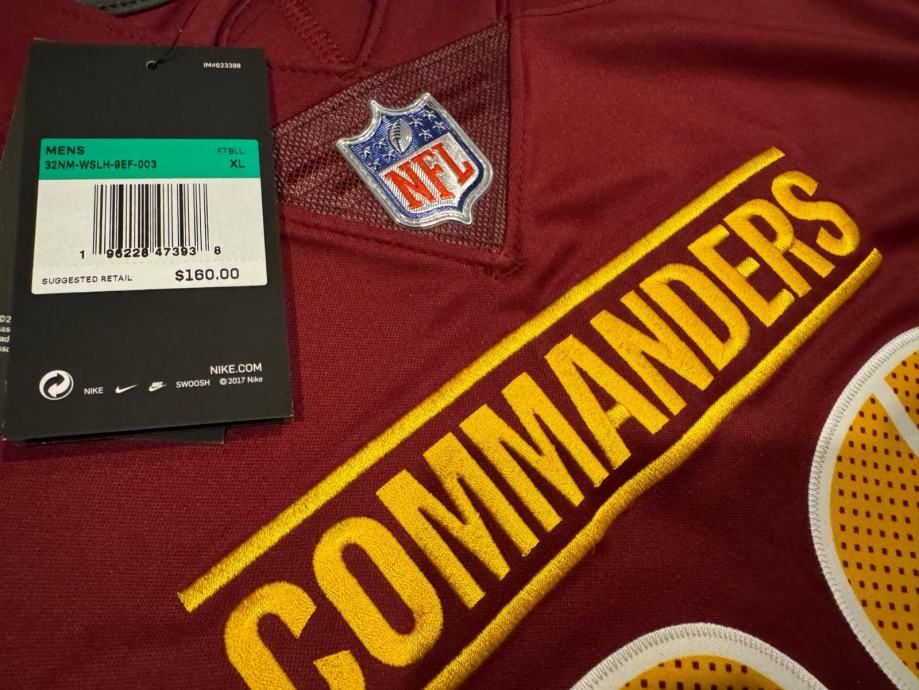 IM#623398
MENS FTBLL
32NM-WSLH-9EF-003 XL
1 96228 47393 8
SUGGESTED RETAIL $160.00
NIKE.COM
NIKE SWOOSH © 2017 Nike
NFL
COMMANDERS